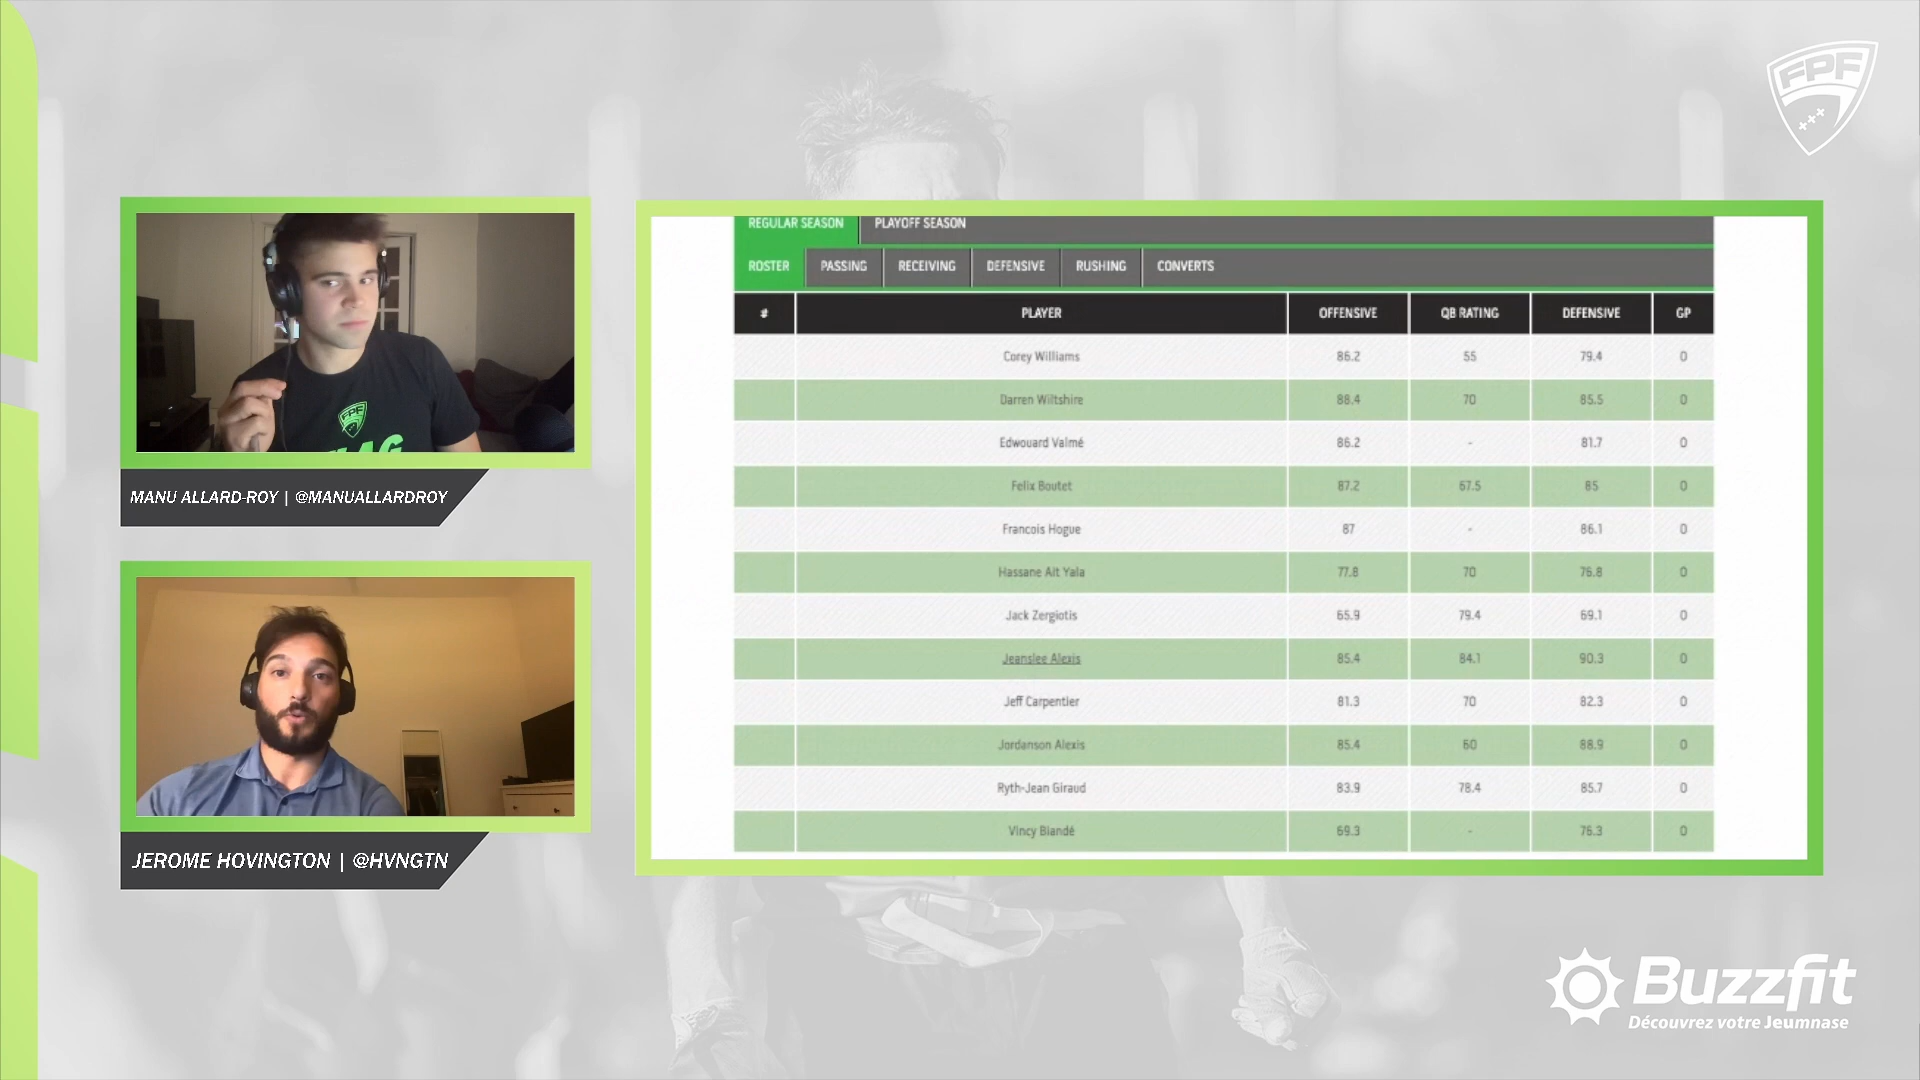 FPF
FPF
FLAG
MANU ALLARD-ROY | @MANUALLARDROY
JEROME HOVINGTON | @HVNGTN
REGULAR SEASON PLAYOFF SEASON
ROSTER PASSING RECEIVING DEFENSIVE RUSHING CONVERTS
# PLAYER OFFENSIVE QB RATING DEFENSIVE GP
Corey Williams 86.2 55 79.4 0
Darren Wiltshire 88.4 70 85.5 0
Edwouard Valmé 86.2 - 81.7 0
Felix Boutet 87.2 67.5 85 0
Francois Hogue 87 - 86.1 0
Hassane Ait Yala 77.8 70 76.8 0
Jack Zergiotis 65.9 79.4 69.1 0
Jeanslee Alexis 85.4 84.1 90.3 0
Jeff Carpentier 81.3 70 82.3 0
Jordanson Alexis 85.4 60 88.9 0
Ryth-Jean Giraud 83.9 78.4 85.7 0
Vincy Biandé 69.3 - 76.3 0
Buzzfit
Découvrez votre Jeumnase